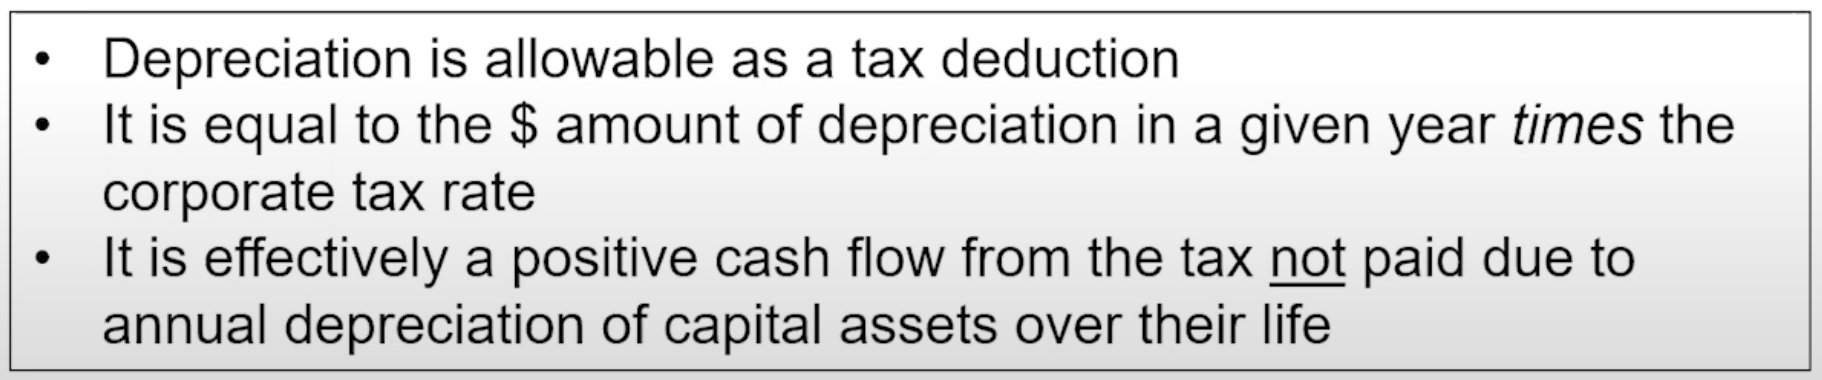 • Depreciation is allowable as a tax deduction
• It is equal to the $ amount of depreciation in a given year times the
corporate tax rate
• It is effectively a positive cash flow from the tax not paid due to
annual depreciation of capital assets over their life